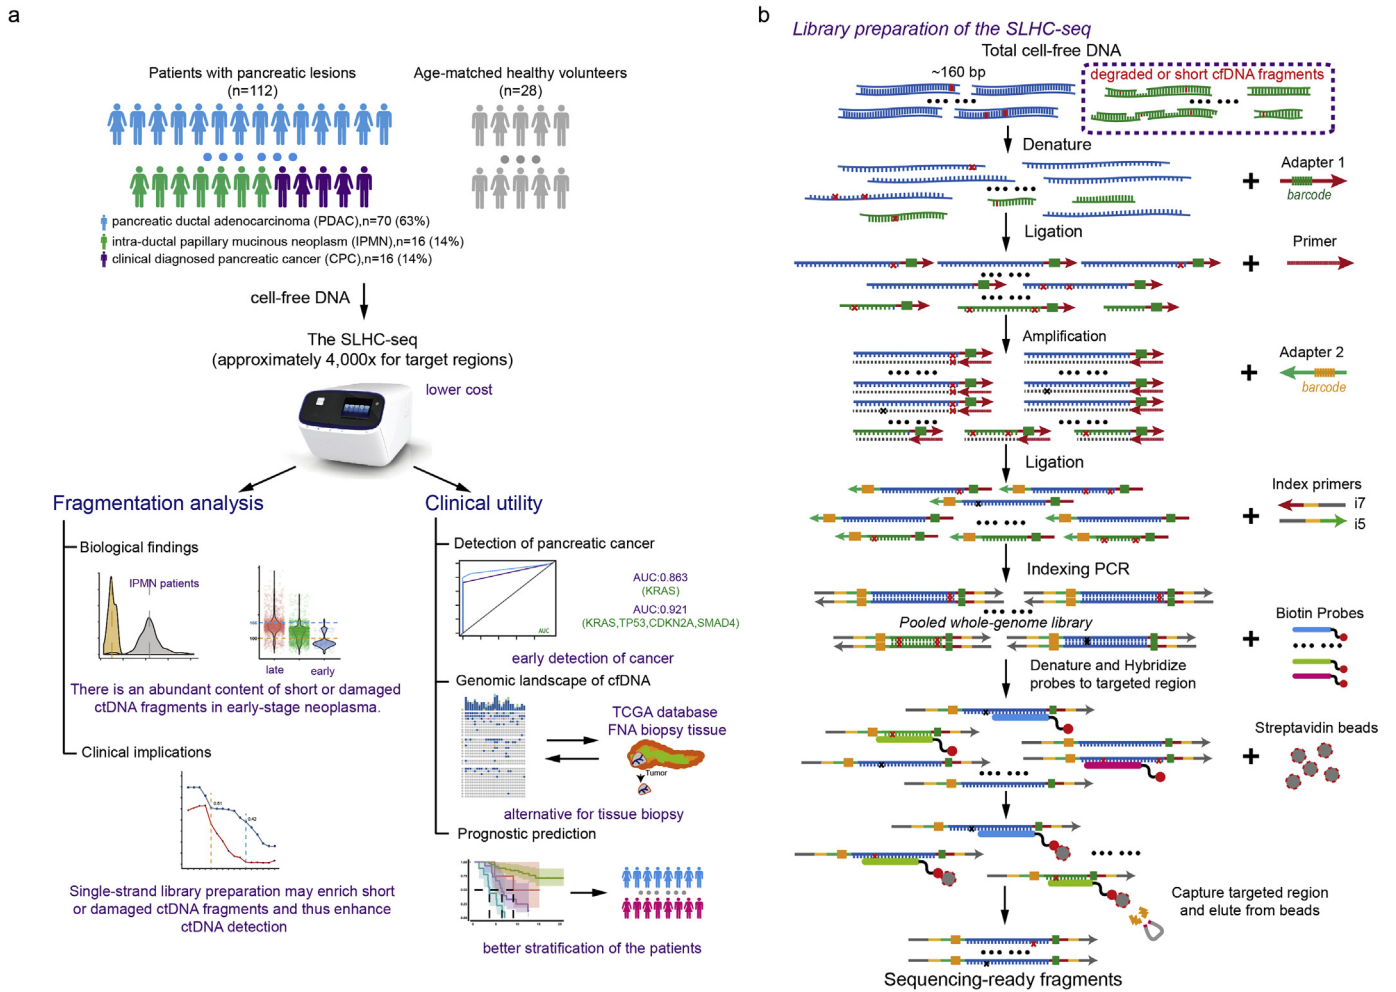 a
Patients with pancreatic lesions
(n=112)
Age-matched healthy volunteers
(n=28)
pancreatic ductal adenocarcinoma (PDAC),n=70 (63%)
intra-ductal papillary mucinous neoplasm (IPMN),n=16 (14%)
clinical diagnosed pancreatic cancer (CPC),n=16 (14%)
cell-free DNA
The SLHC-seq
(approximately 4,000x for target regions)
lower cost
Fragmentation analysis
Biological findings
IPMN patients
late
early
There is an abundant content of short or damaged
ctDNA fragments in early-stage neoplasma.
Clinical implications
0.61
0.42
Single-strand library preparation may enrich short
or damaged ctDNA fragments and thus enhance
ctDNA detection
Clinical utility
Detection of pancreatic cancer
AUC
AUC:0.863
(KRAS)
AUC:0.921
(KRAS,TP53,CDKN2A,SMAD4)
early detection of cancer
Genomic landscape of cfDNA
TCGA database
FNA biopsy tissue
Tumor
alternative for tissue biopsy
Prognostic prediction
better stratification of the patients
b
Library preparation of the SLHC-seq
Total cell-free DNA
~160 bp
degraded or short cfDNA fragments
Denature
Adapter 1
barcode
Ligation
Primer
Amplification
Adapter 2
barcode
Ligation
Index primers
i7
i5
Indexing PCR
Pooled whole-genome library
Biotin Probes
Denature and Hybridize
probes to targeted region
Streptavidin beads
Capture targeted region
and elute from beads
Sequencing-ready fragments